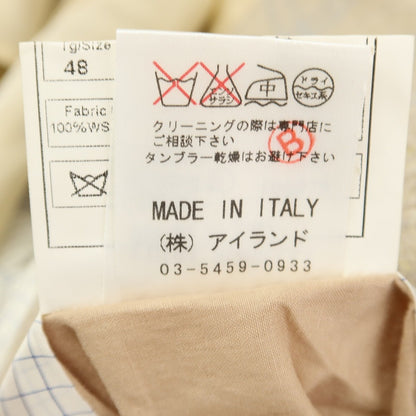 Tg/Size
48
Fabric
100%WS
エンソ
サラシ
中
ドライ
セキユ系
クリーニングの際は専門店に
ご相談下さい
タンブラー乾燥はお避け下さい
B
MADE IN ITALY
(株) アイランド
03-5459-0933